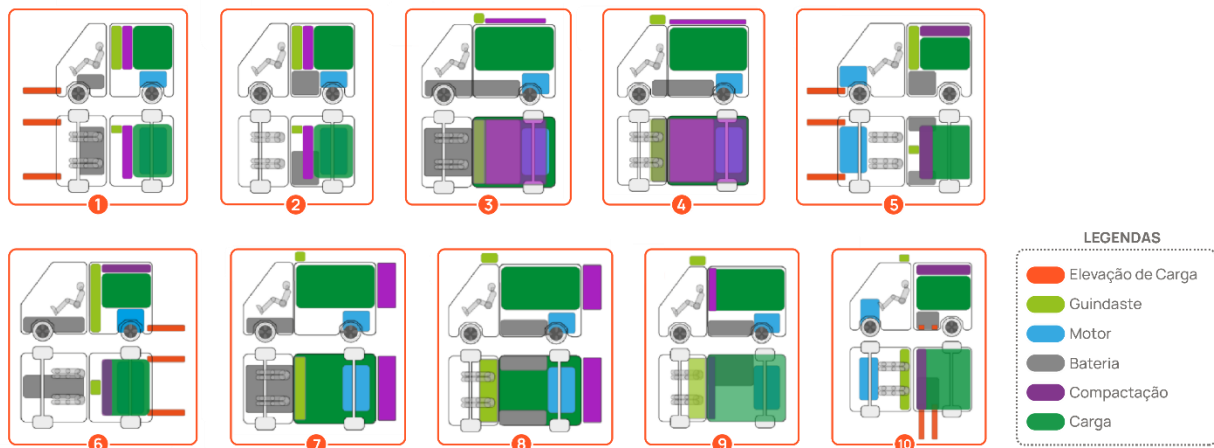 1
2
3
4
5
LEGENDAS
Elevação de Carga
Guindaste
Motor
Bateria
Compactação
Carga
6
7
8
9
10